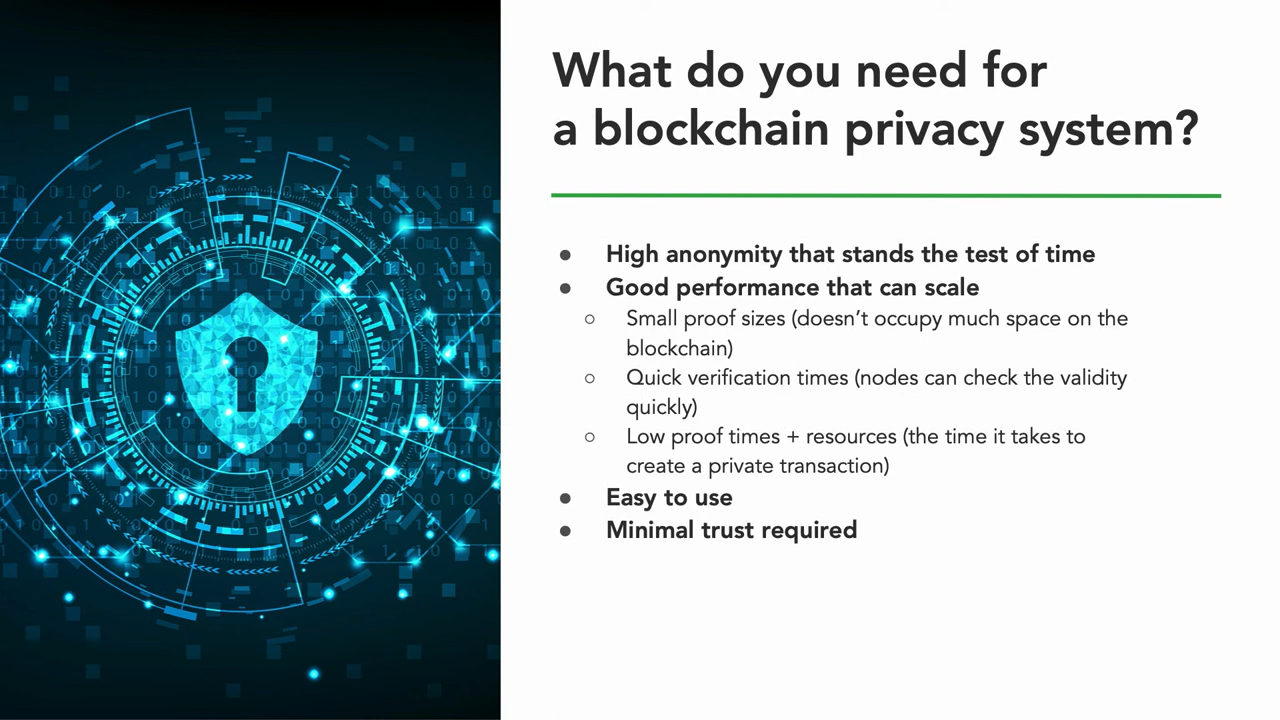 What do you need for
a blockchain privacy system?
● High anonymity that stands the test of time
● Good performance that can scale
○ Small proof sizes (doesn’t occupy much space on the
blockchain)
○ Quick verification times (nodes can check the validity
quickly)
○ Low proof times + resources (the time it takes to
create a private transaction)
● Easy to use
● Minimal trust required